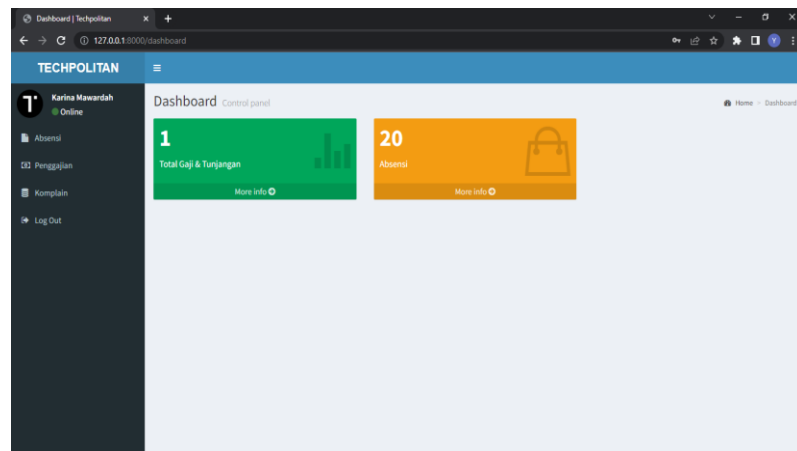 Dashboard | Techpolitan
127.0.0.1:8000/dashboard
Y
TECHPOLITAN
T
Karina Mawardah
Online
Dashboard Control panel
Home > Dashboard
Absensi
Penggajian
Komplain
Log Out
1
Total Gaji & Tunjangan
More info
20
Absensi
More info